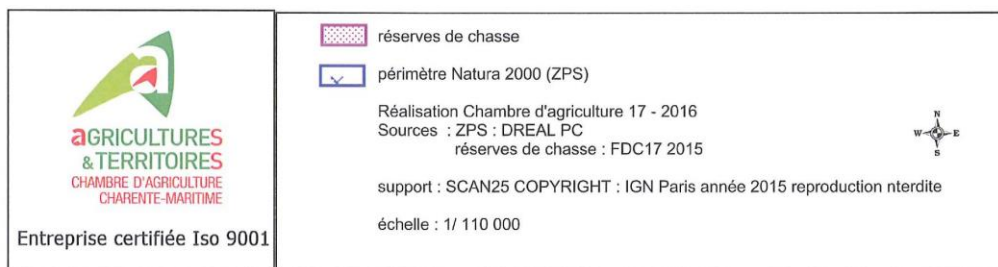 a
aGRICULTURES
& TERRITOIRES
CHAMBRE D'AGRICULTURE
CHARENTE-MARITIME
Entreprise certifiée Iso 9001
réserves de chasse
périmètre Natura 2000 (ZPS)
Réalisation Chambre d'agriculture 17 - 2016
Sources : ZPS : DREAL PC
réserves de chasse : FDC17 2015
support : SCAN25 COPYRIGHT : IGN Paris année 2015 reproduction nterdite
échelle : 1/ 110 000
N
W E
S